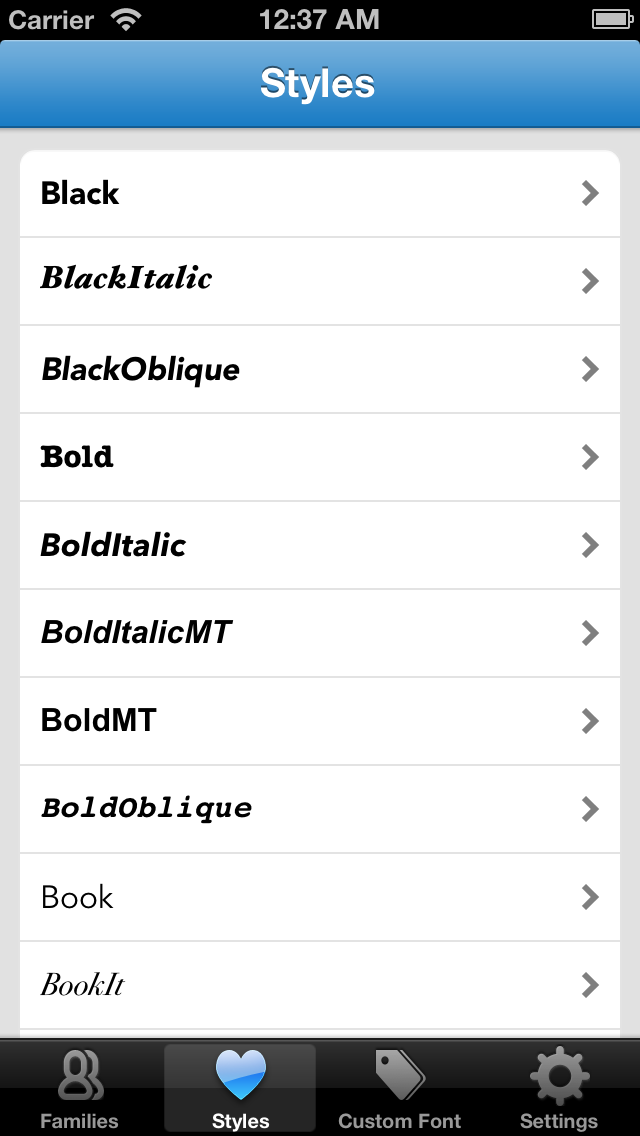 Carrier 12:37 AM
Styles
Black
BlackItalic
BlackOblique
Bold
BoldItalic
BoldItalicMT
BoldMT
BoldOblique
Book
BookIt
Families Styles Custom Font Settings